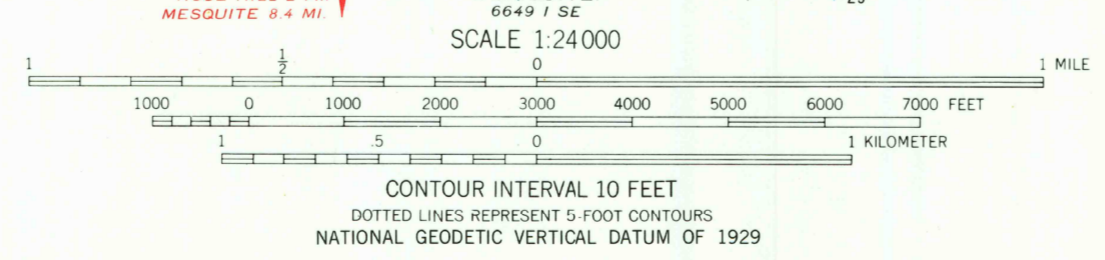 MESQUITE 8.4 MI.
6649 I SE
SCALE 1:24000
1 1/2 0 1 MILE
1000 0 1000 2000 3000 4000 5000 6000 7000 FEET
1 .5 0 1 KILOMETER
CONTOUR INTERVAL 10 FEET
DOTTED LINES REPRESENT 5-FOOT CONTOURS
NATIONAL GEODETIC VERTICAL DATUM OF 1929